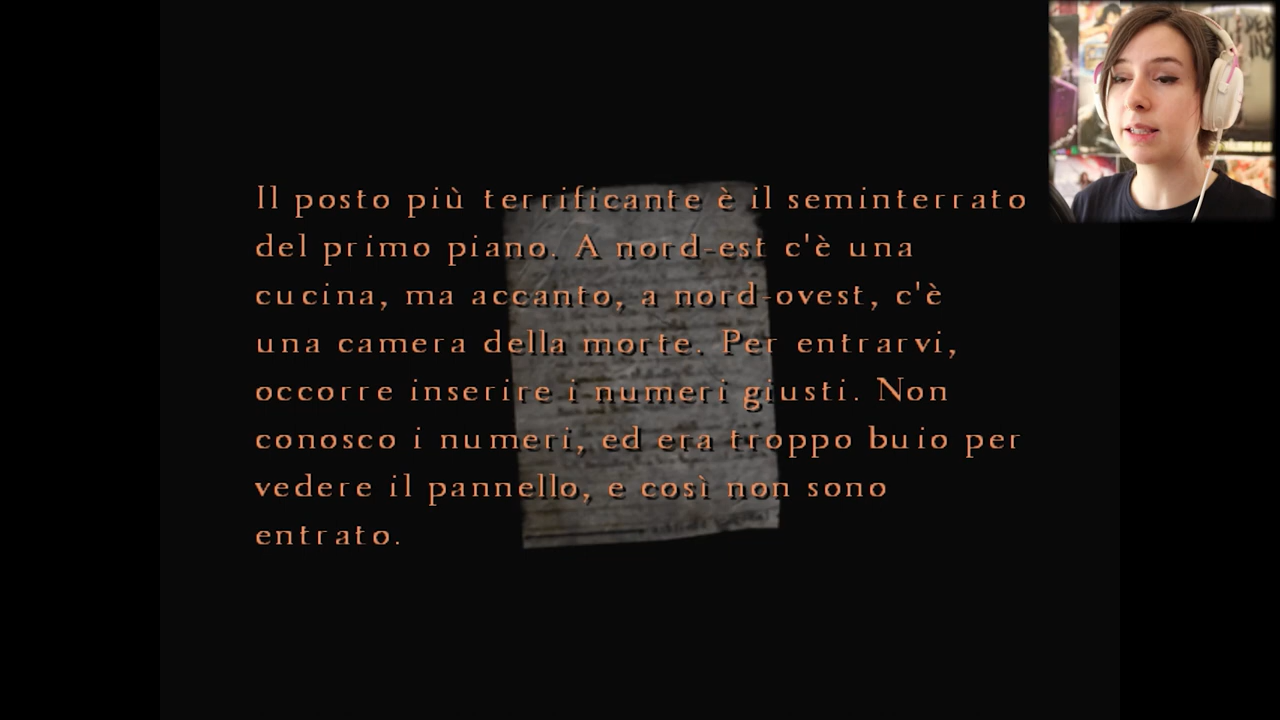 Il posto più terrificante è il seminterrato
del primo piano. A nord-est c'è una
cucina, ma accanto, a nord-ovest, c'è
una camera della morte. Per entrarvi,
occorre inserire i numeri giusti. Non
conosco i numeri, ed era troppo buio per
vedere il pannello, e così non sono
entrato.